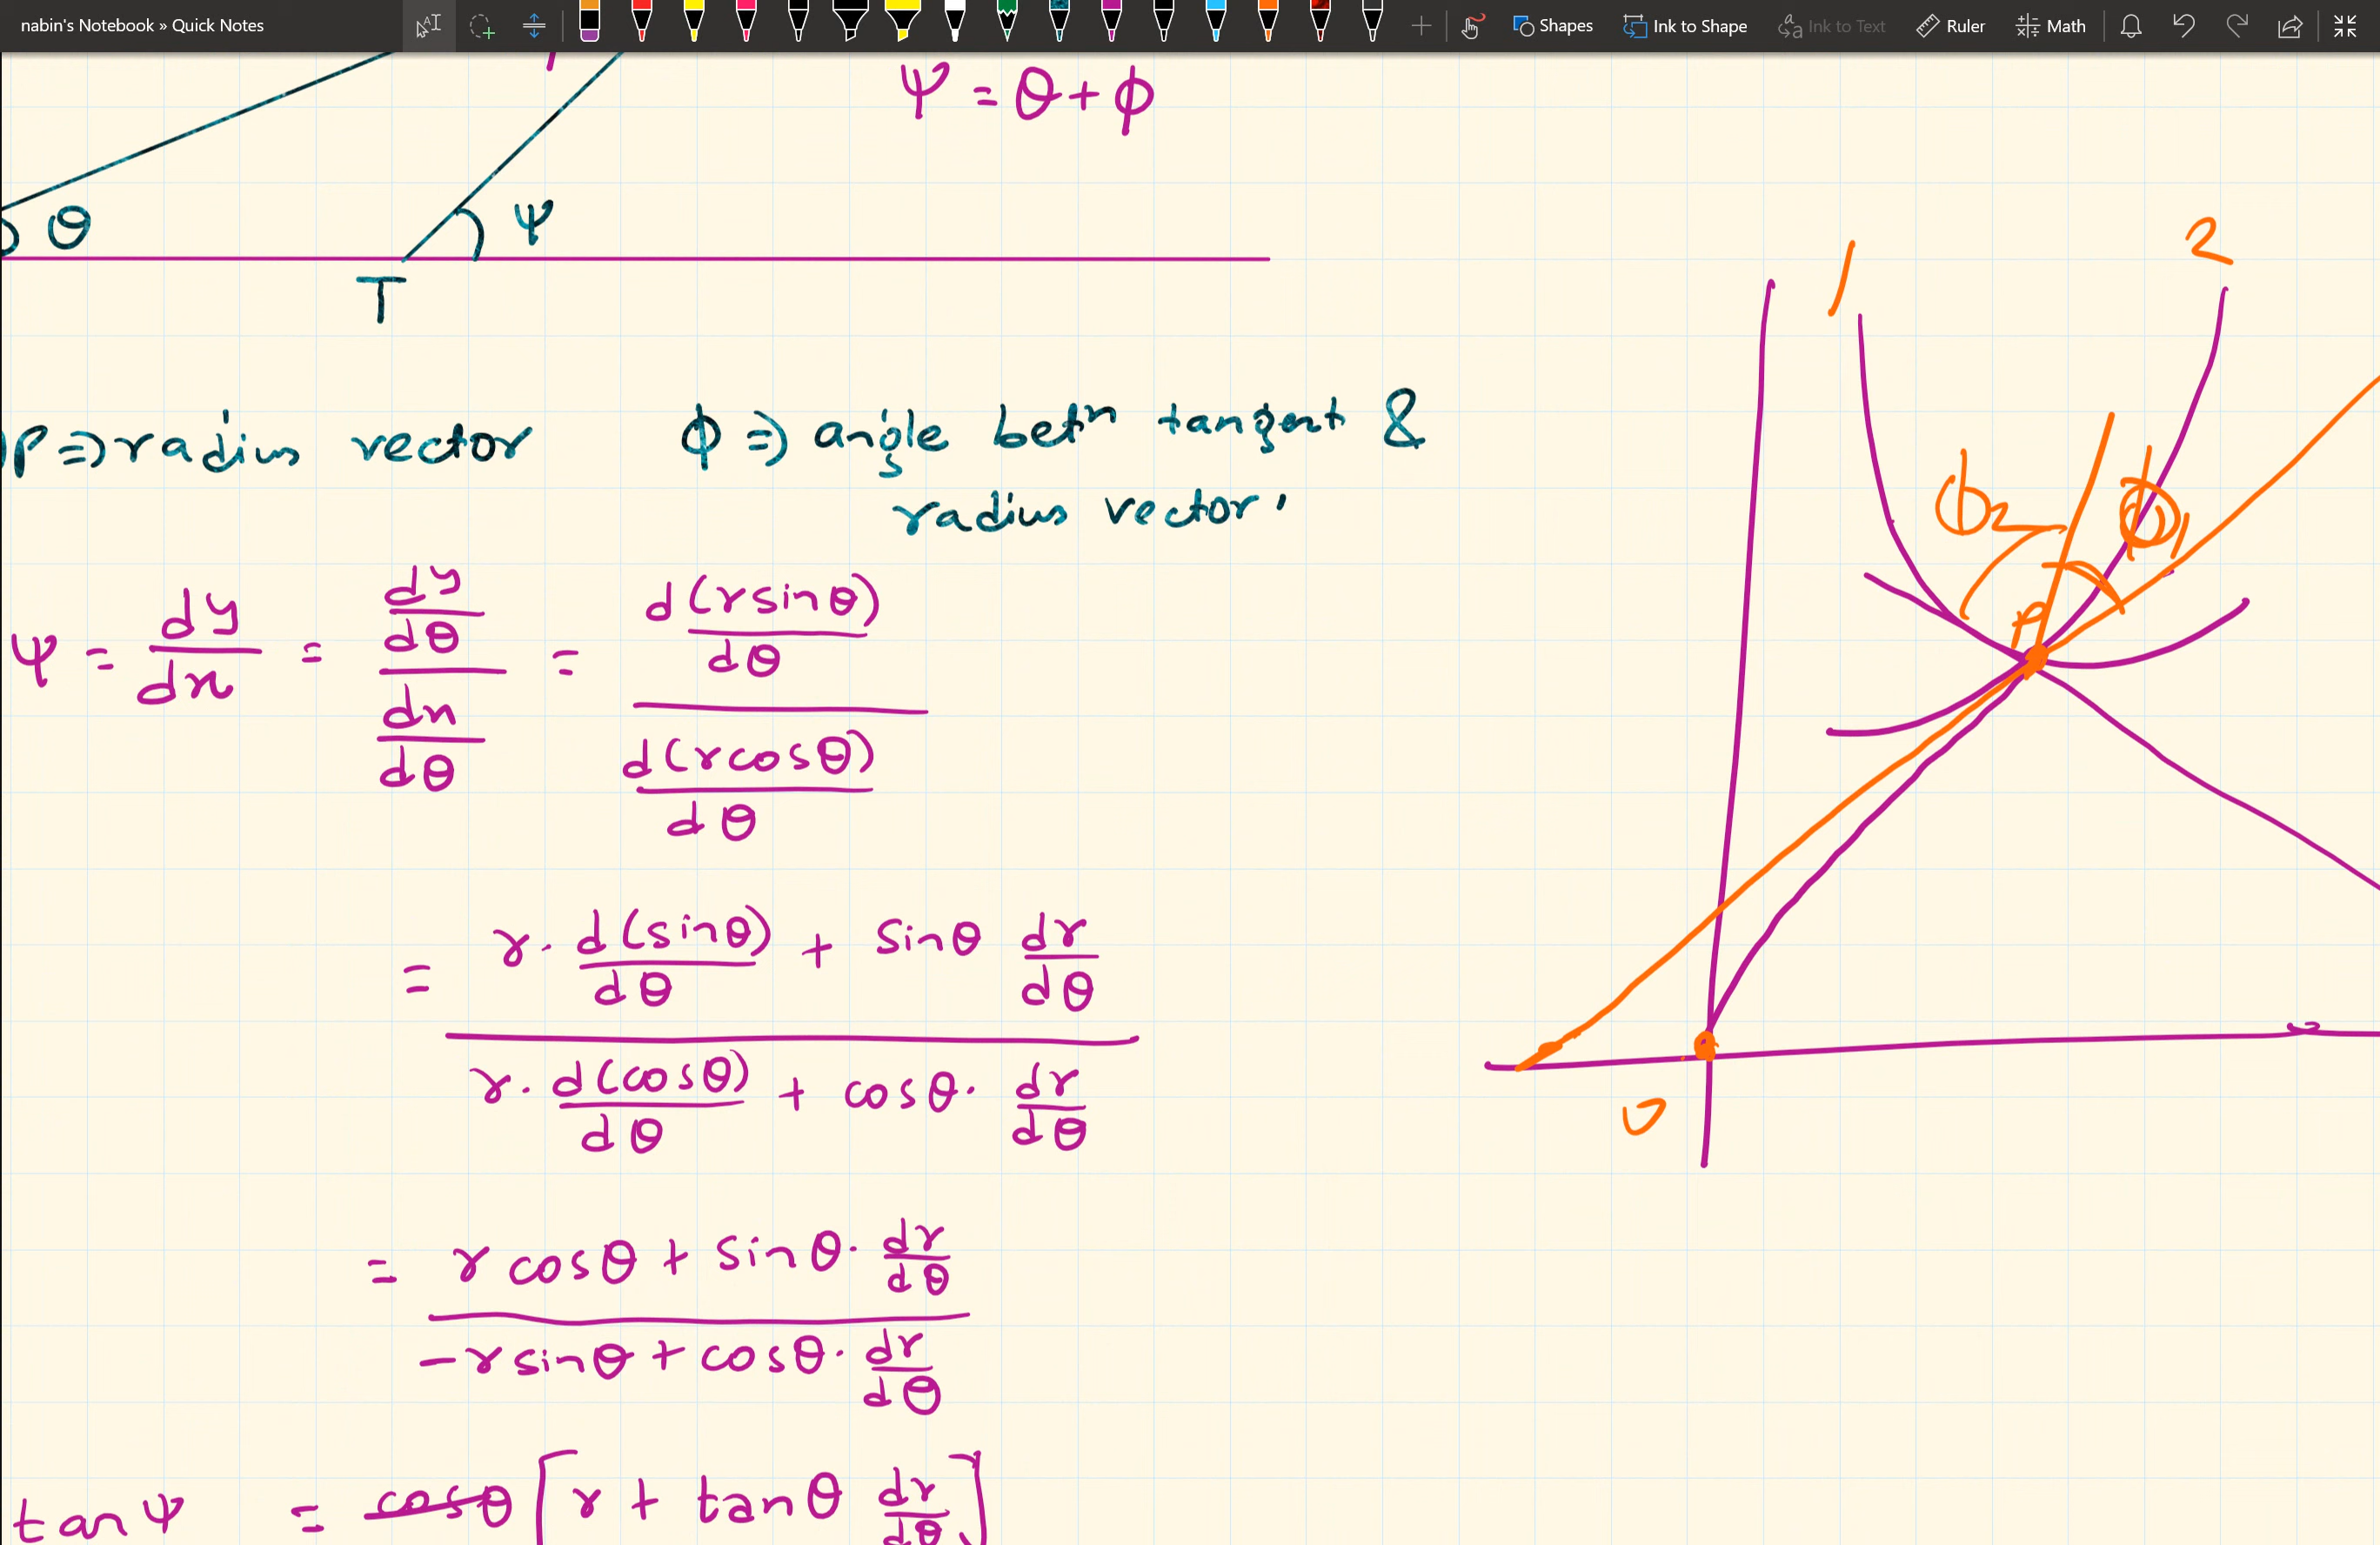 nabin's Notebook » Quick Notes
Shapes
Ink to Shape
Ink to Text
Ruler
Math
ψ = θ + ϕ
θ
ψ
T
P ⇒ radius vector
ϕ ⇒ angle betn tangent &
radius vector.
ψ = dy/dx = (dy/dθ)/(dx/dθ) = (d(r sinθ)/dθ)/(d(r cosθ)/dθ)
= (r · d(sinθ)/dθ + sinθ dr/dθ)/(r · d(cosθ)/dθ + cosθ · dr/dθ)
= (r cosθ + sinθ · dr/dθ)/(-r sinθ + cosθ · dr/dθ)
tan ψ = cosθ [r + tanθ dr/dθ]
1
2
ϕ2
ϕ1
P
0